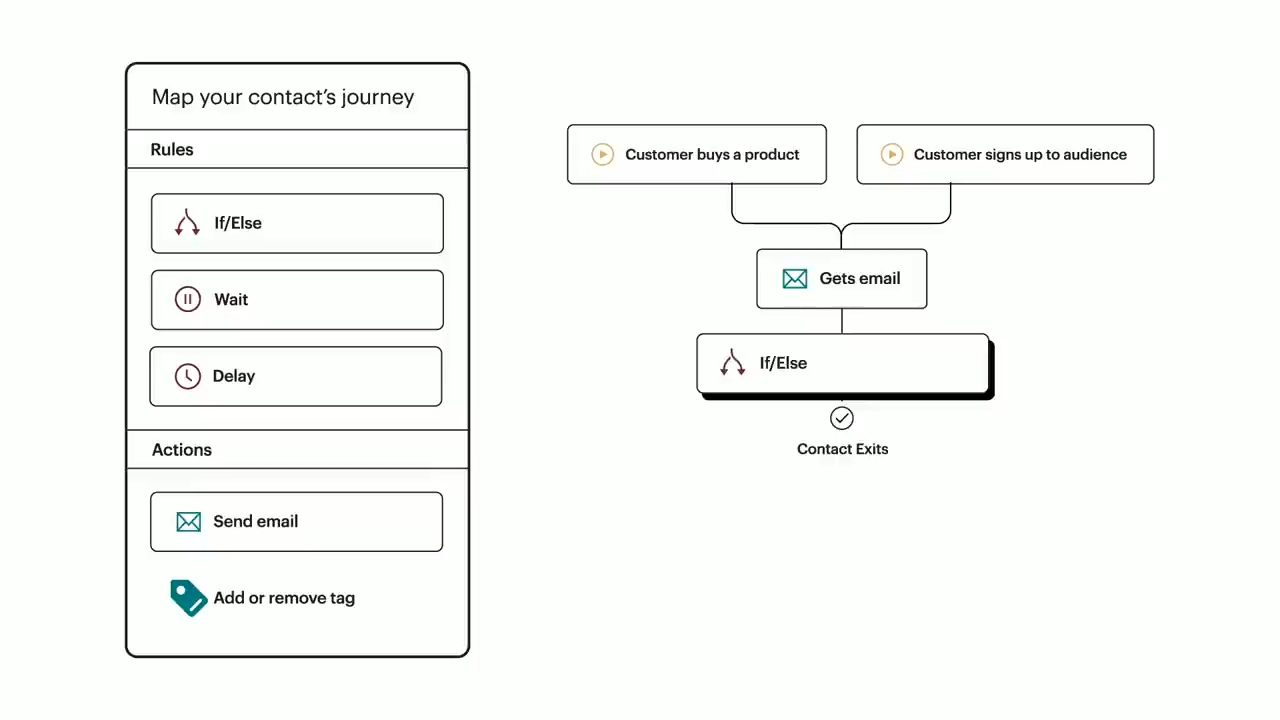 Map your contact’s journey
Rules
If/Else
Wait
Delay
Actions
Send email
Add or remove tag
Customer buys a product
Customer signs up to audience
Gets email
If/Else
Contact Exits